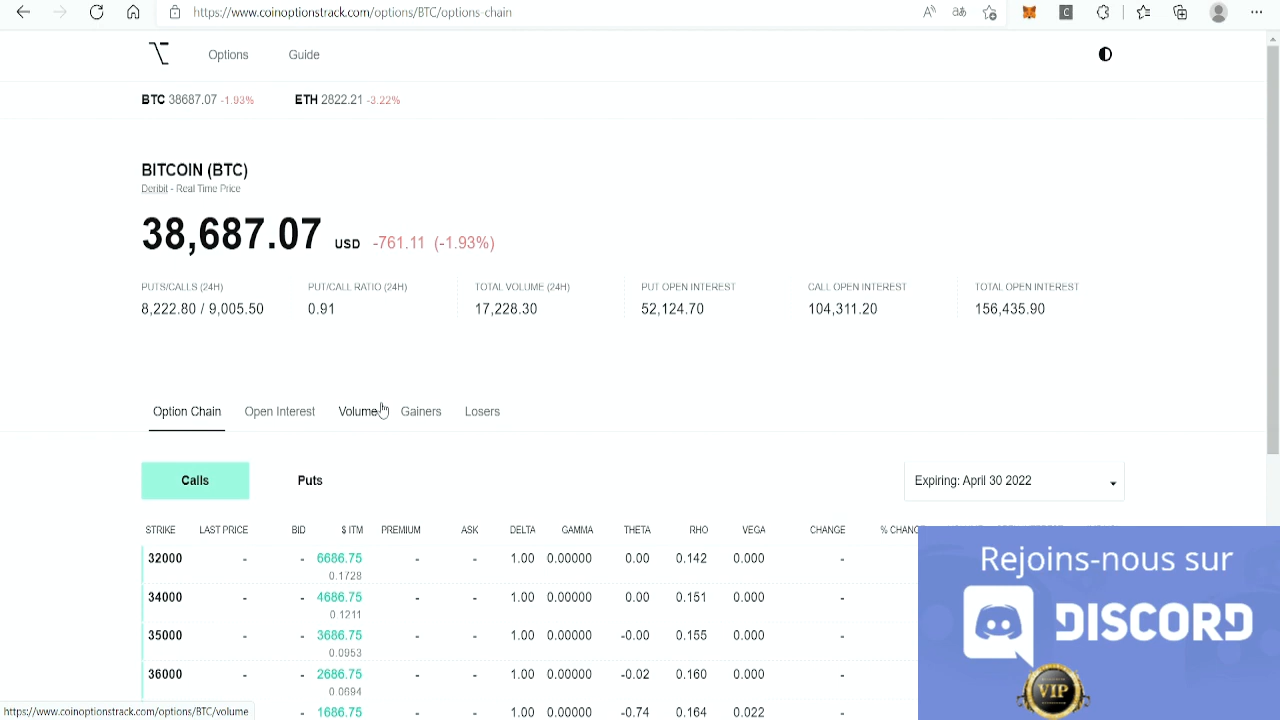 https://www.coinoptionstrack.com/options/BTC/options-chain
Options Guide
BTC 38687.07 -1.93% ETH 2822.21 -3.22%
BITCOIN (BTC)
Deribit - Real Time Price
38,687.07 USD -761.11 (-1.93%)
PUTS/CALLS (24H) PUT/CALL RATIO (24H) TOTAL VOLUME (24H) PUT OPEN INTEREST CALL OPEN INTEREST TOTAL OPEN INTEREST
8,222.80 / 9,005.50 0.91 17,228.30 52,124.70 104,311.20 156,435.90
Option Chain Open Interest Volume Gainers Losers
Calls Puts Expiring: April 30 2022
STRIKE LAST PRICE BID $ ITM PREMIUM ASK DELTA GAMMA THETA RHO VEGA CHANGE % CHANG
32000 - - 6686.75 - - 1.00 0.00000 0.00 0.142 0.000 -
0.1728
34000 - - 4686.75 - - 1.00 0.00000 0.00 0.151 0.000 -
0.1211
35000 - - 3686.75 - - 1.00 0.00000 -0.00 0.155 0.000 -
0.0953
36000 - - 2686.75 - - 1.00 0.00000 -0.02 0.160 0.000 -
0.0694
- 1686.75 - - 1.00 0.00000 -0.74 0.164 0.022 -
https://www.coinoptionstrack.com/options/BTC/volume
Rejoins-nous sur
DISCORD
VIP